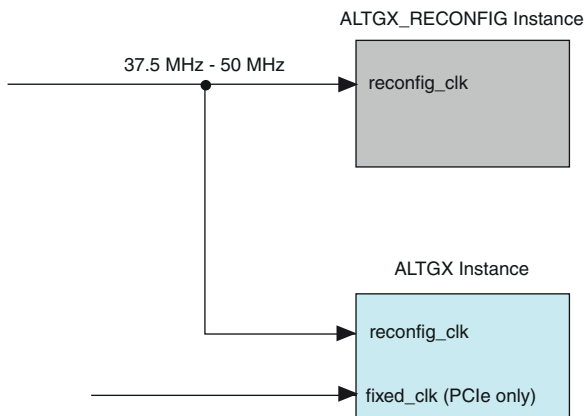 ALTGX_RECONFIG Instance
37.5 MHz - 50 MHz
reconfig_clk
ALTGX Instance
reconfig_clk
fixed_clk (PCIe only)